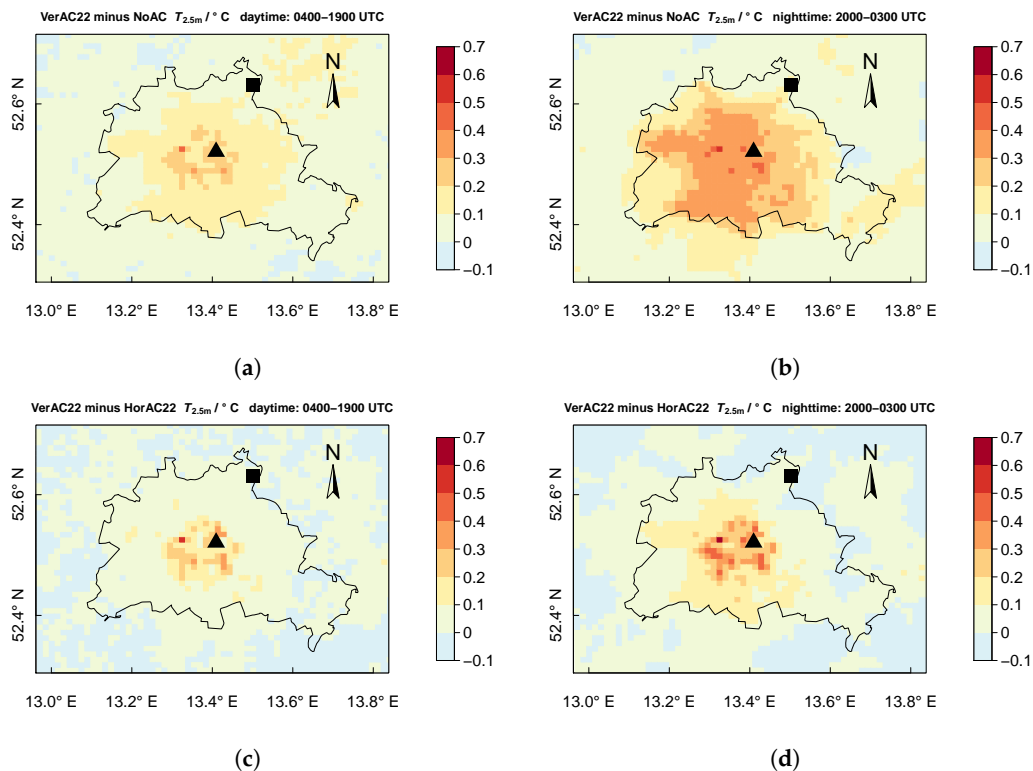 VerAC22 minus NoAC T2.5m / ° C daytime: 0400–1900 UTC
VerAC22 minus NoAC T2.5m / ° C nighttime: 2000–0300 UTC
N
0.7
0.6
0.5
0.4
0.3
0.2
0.1
0
−0.1
52.6° N
52.4° N
13.0° E 13.2° E 13.4° E 13.6° E 13.8° E
(a)
N
0.7
0.6
0.5
0.4
0.3
0.2
0.1
0
−0.1
52.6° N
52.4° N
13.0° E 13.2° E 13.4° E 13.6° E 13.8° E
(b)
VerAC22 minus HorAC22 T2.5m / ° C daytime: 0400–1900 UTC
VerAC22 minus HorAC22 T2.5m / ° C nighttime: 2000–0300 UTC
N
0.7
0.6
0.5
0.4
0.3
0.2
0.1
0
−0.1
52.6° N
52.4° N
13.0° E 13.2° E 13.4° E 13.6° E 13.8° E
(c)
N
0.7
0.6
0.5
0.4
0.3
0.2
0.1
0
−0.1
52.6° N
52.4° N
13.0° E 13.2° E 13.4° E 13.6° E 13.8° E
(d)